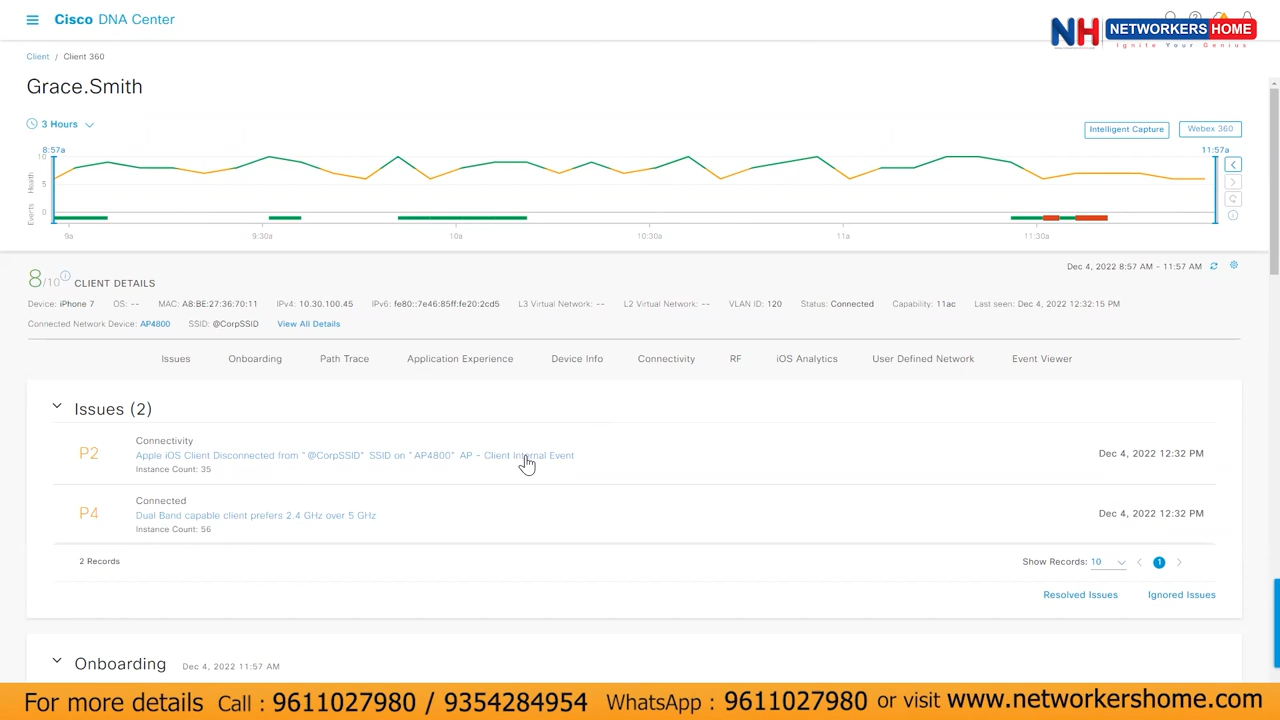 Cisco DNA Center
NH NETWORKERS HOME
Ignite Your Genius
Client / Client 360
Grace.Smith
3 Hours
Intelligent Capture Webex 360
8:57a 11:57a
10
5
0
Health
Events
9a 9:30a 10a 10:30a 11a 11:30a
Dec 4, 2022 8:57 AM - 11:57 AM
8/10 CLIENT DETAILS
Device: iPhone 7 OS: -- MAC: A8:BE:27:36:70:11 IPv4: 10.30.100.45 IPv6: fe80::7e46:85ff:fe20:2cd5 L3 Virtual Network: -- L2 Virtual Network: -- VLAN ID: 120 Status: Connected Capability: 11ac Last seen: Dec 4, 2022 12:32:15 PM
Connected Network Device: AP4800 SSID: @CorpSSID View All Details
Issues Onboarding Path Trace Application Experience Device Info Connectivity RF iOS Analytics User Defined Network Event Viewer
Issues (2)
Connectivity
P2 Apple iOS Client Disconnected from "@CorpSSID" SSID on "AP4800" AP - Client Internal Event Dec 4, 2022 12:32 PM
Instance Count: 35
Connected
P4 Dual Band capable client prefers 2.4 GHz over 5 GHz Dec 4, 2022 12:32 PM
Instance Count: 56
2 Records Show Records: 10 1
Resolved Issues Ignored Issues
Onboarding Dec 4, 2022 11:57 AM
For more details Call : 9611027980 / 9354284954 WhatsApp : 9611027980 or visit www.networkershome.com